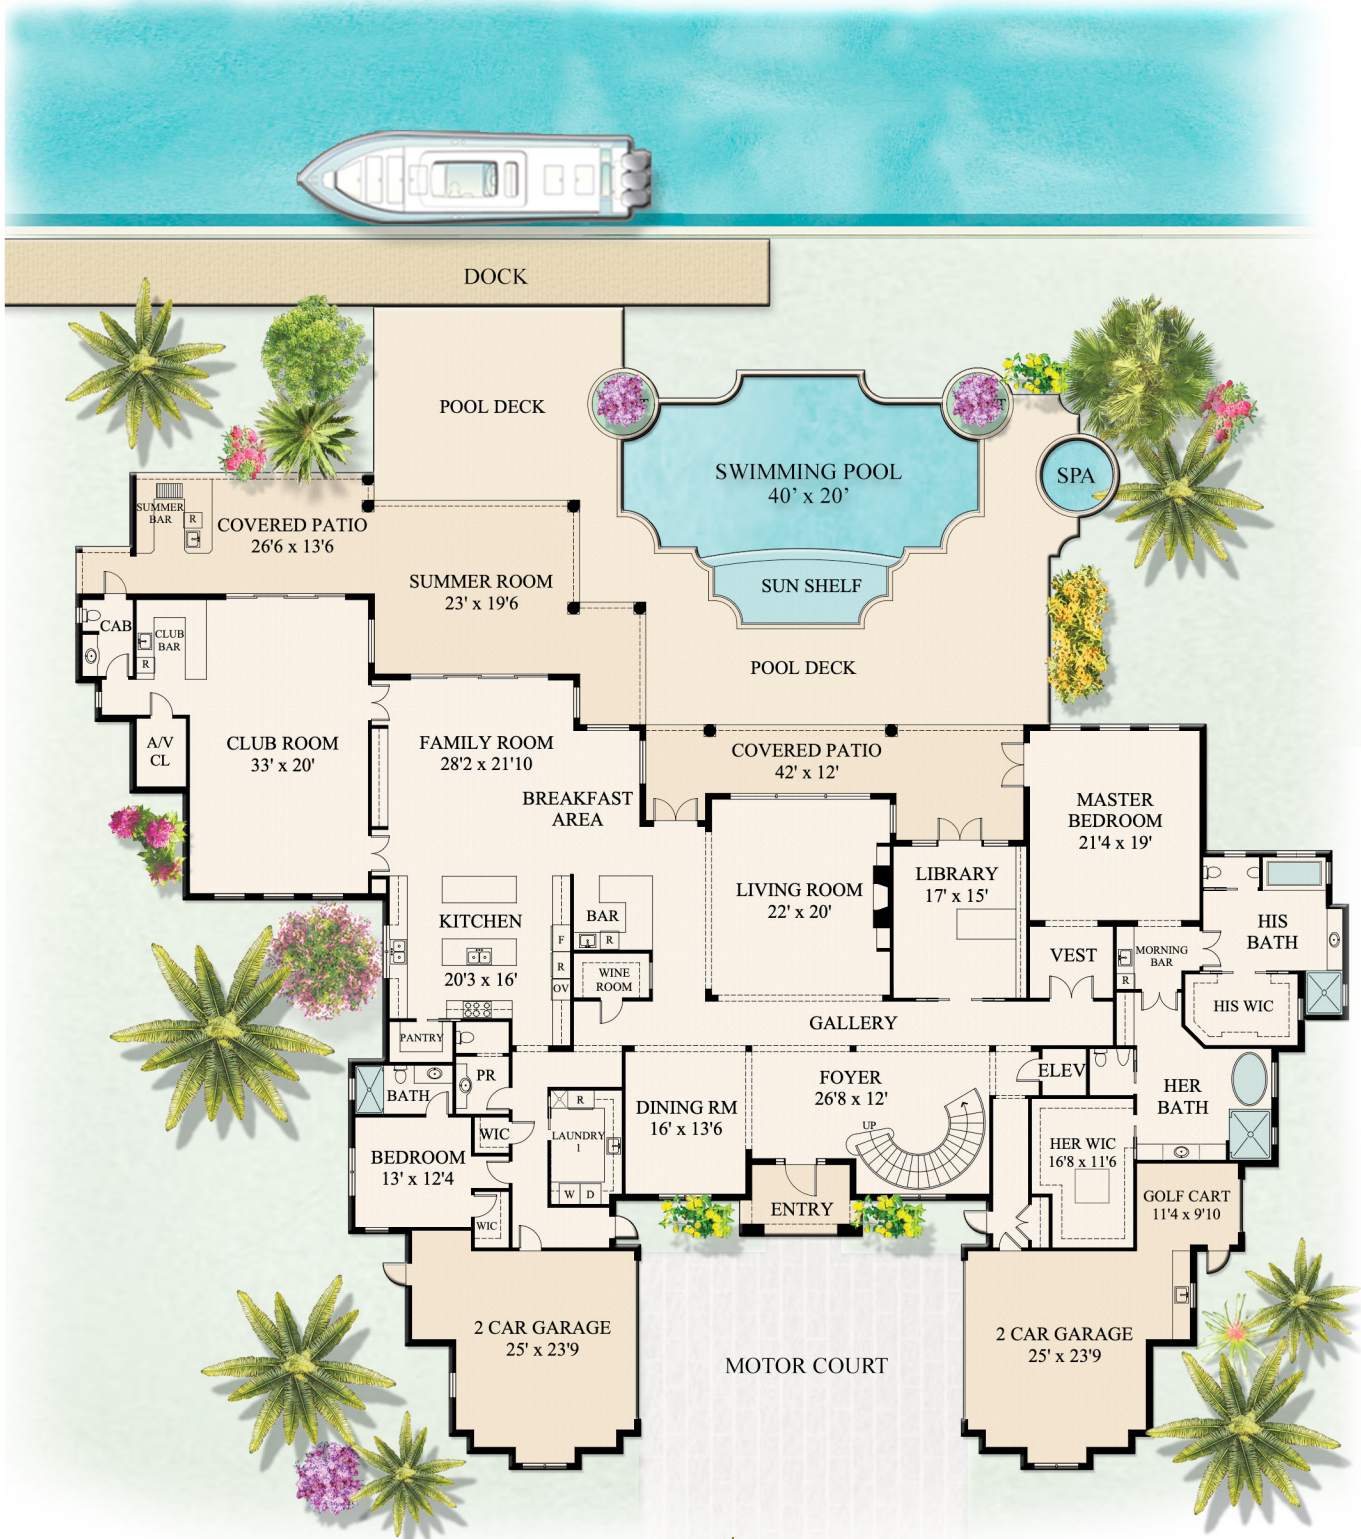 DOCK
POOL DECK
SWIMMING POOL
40’ x 20’
SPA
SUMMER
BAR
R
COVERED PATIO
26'6 x 13'6
SUMMER ROOM
23' x 19'6
SUN SHELF
CAB
CLUB
BAR
R
POOL DECK
A/V
CL
CLUB ROOM
33' x 20'
FAMILY ROOM
28'2 x 21'10
BREAKFAST
AREA
COVERED PATIO
42' x 12'
MASTER
BEDROOM
21'4 x 19'
LIVING ROOM
22' x 20'
LIBRARY
17' x 15'
KITCHEN
20'3 x 16'
BAR
R
F
R
OV
WINE
ROOM
VEST
MORNING
BAR
R
HIS
BATH
HIS WIC
GALLERY
PANTRY
PR
BATH
ELEV
FOYER
26'8 x 12'
UP
DINING RM
16' x 13'6
HER
BATH
R
LAUNDRY
1
W
D
WIC
BEDROOM
13' x 12'4
WIC
HER WIC
16'8 x 11'6
ENTRY
GOLF CART
11'4 x 9'10
2 CAR GARAGE
25' x 23'9
MOTOR COURT
2 CAR GARAGE
25' x 23'9